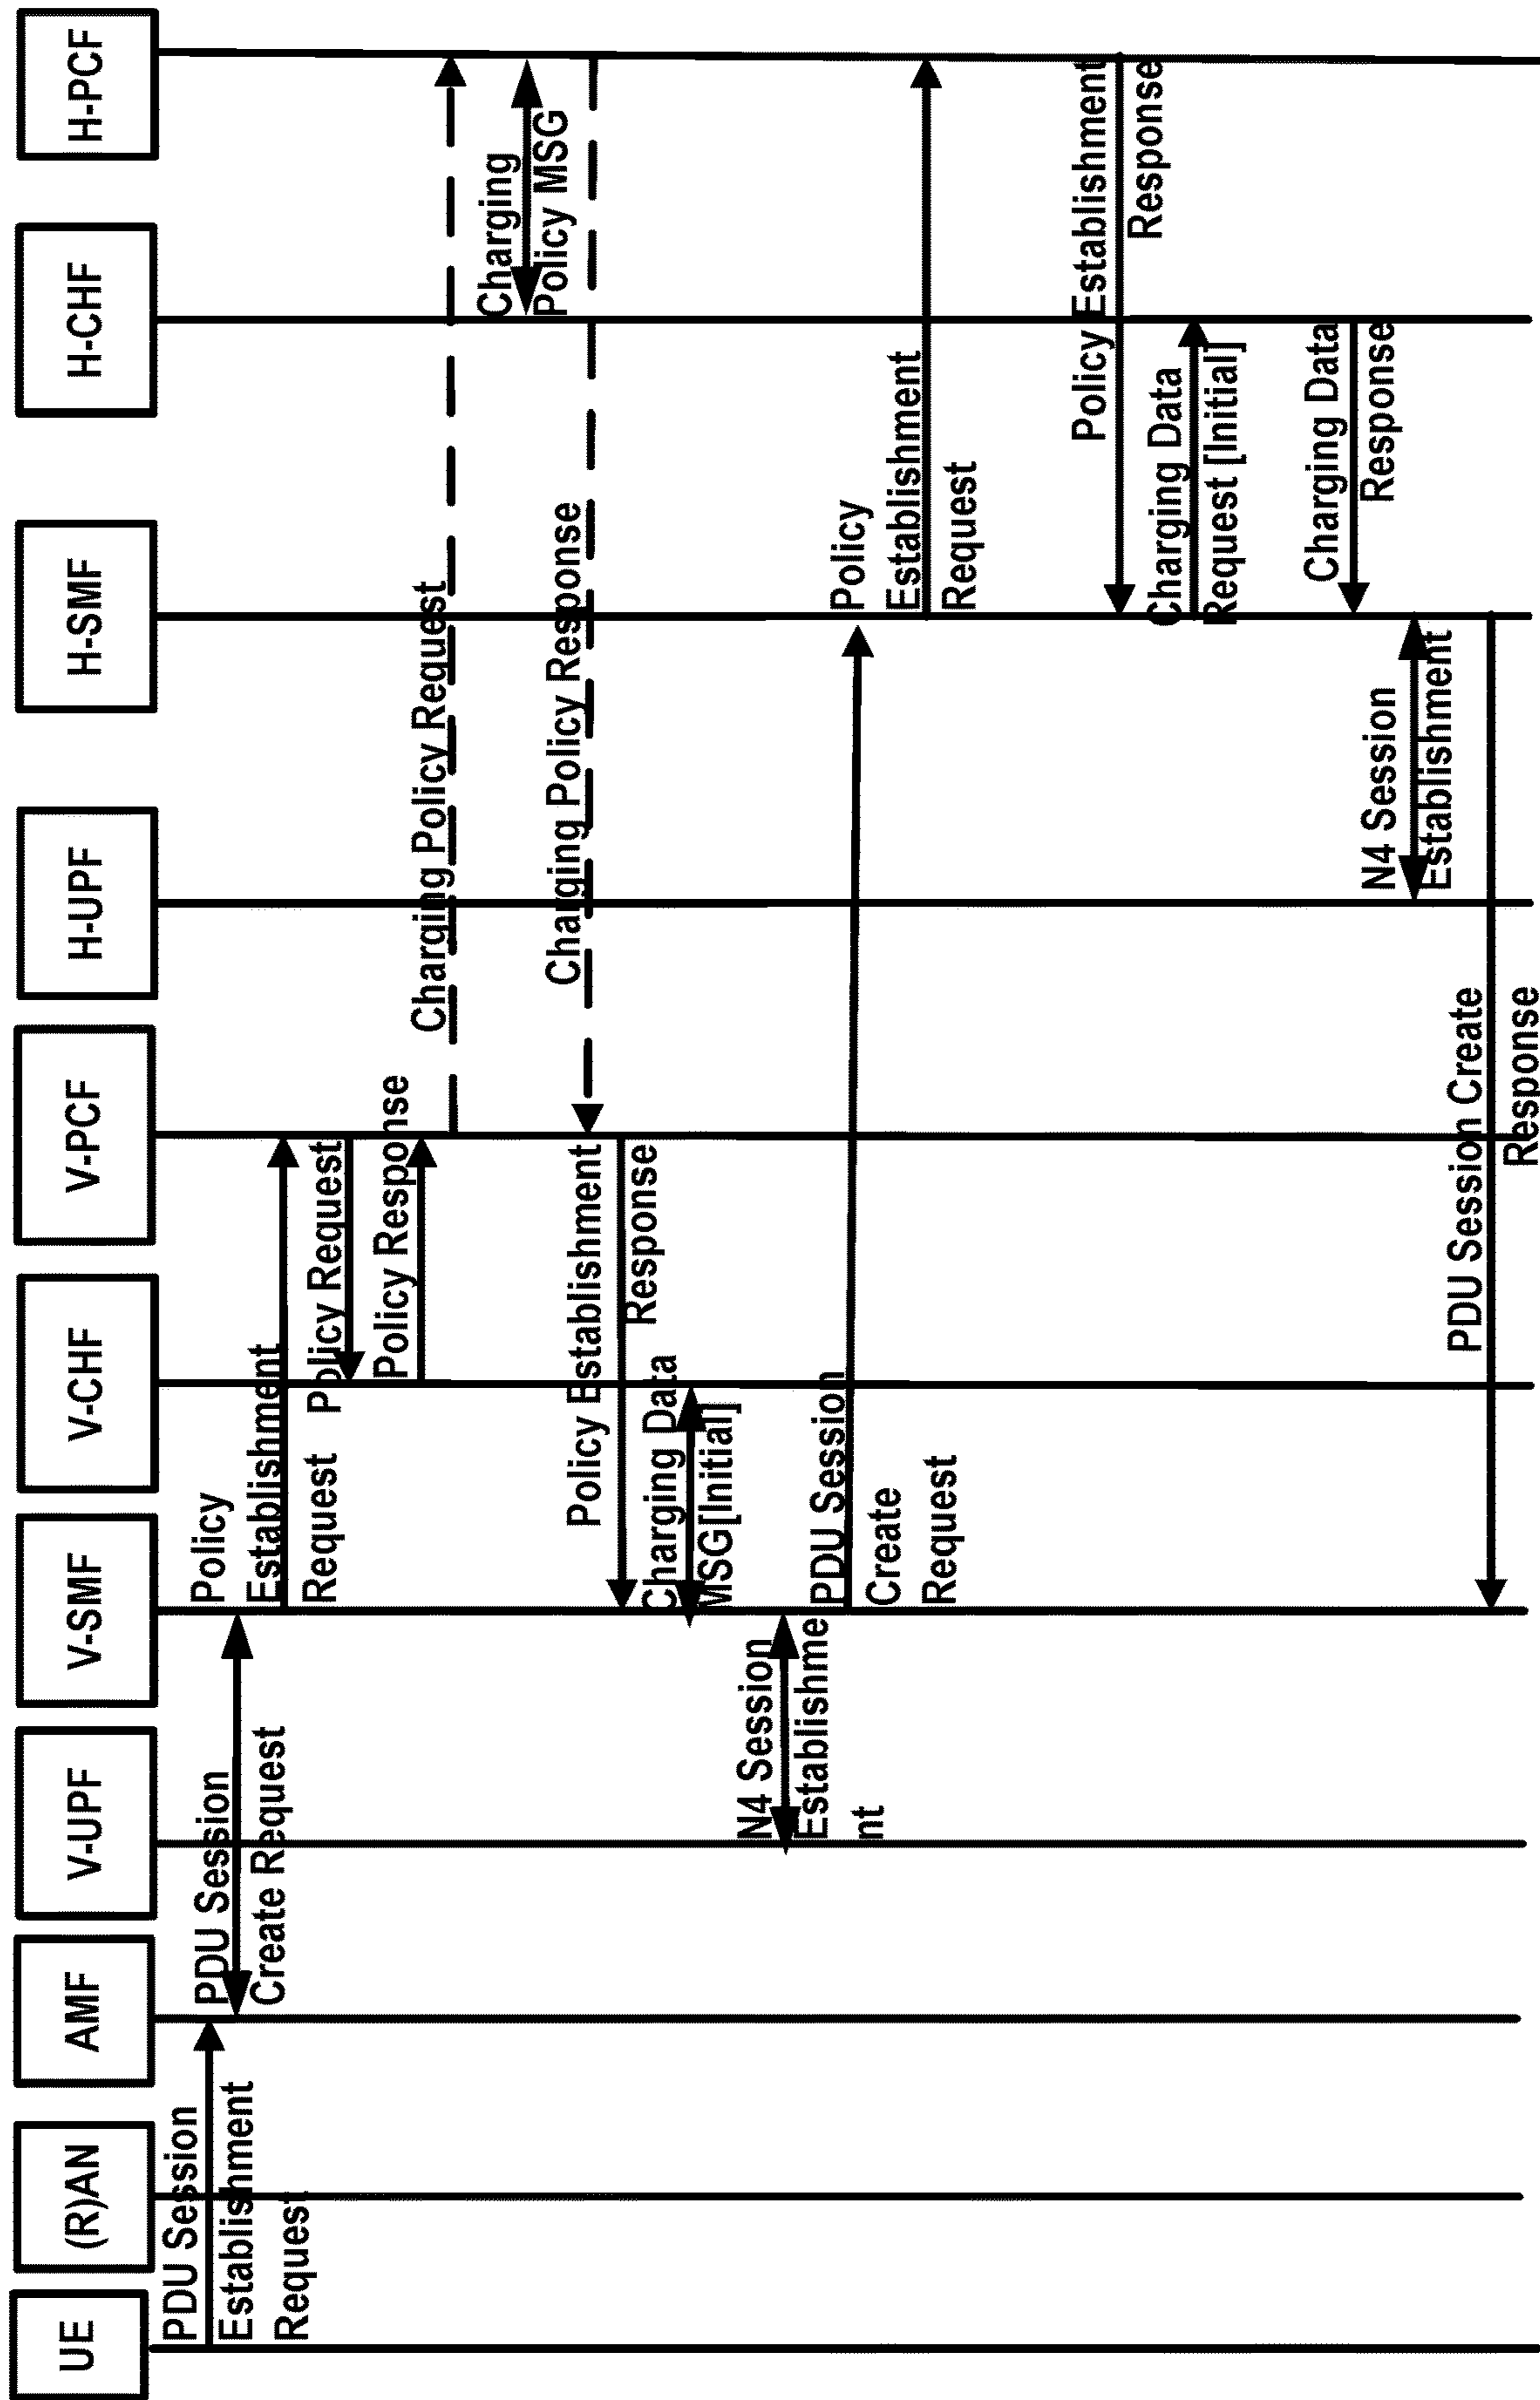 UE
(R)AN
AMF
V-UPF
V-SMF
V-CHF
V-PCF
H-UPF
H-SMF
H-CHF
H-PCF
PDU Session
Establishment
Request
PDU Session
Create Request
Policy
Establishment
Request
Policy Request
Policy Response
Charging Policy Request
Charging
Policy MSG
Charging Policy Response
Policy Establishment
Response
Charging Data
MSG[Initial]
N4 Session
Establishme
nt
PDU Session
Create
Request
Policy
Establishment
Request
Policy Establishment
Response
Charging Data
Request [Initial]
Charging Data
Response
N4 Session
Establishment
PDU Session Create
Response